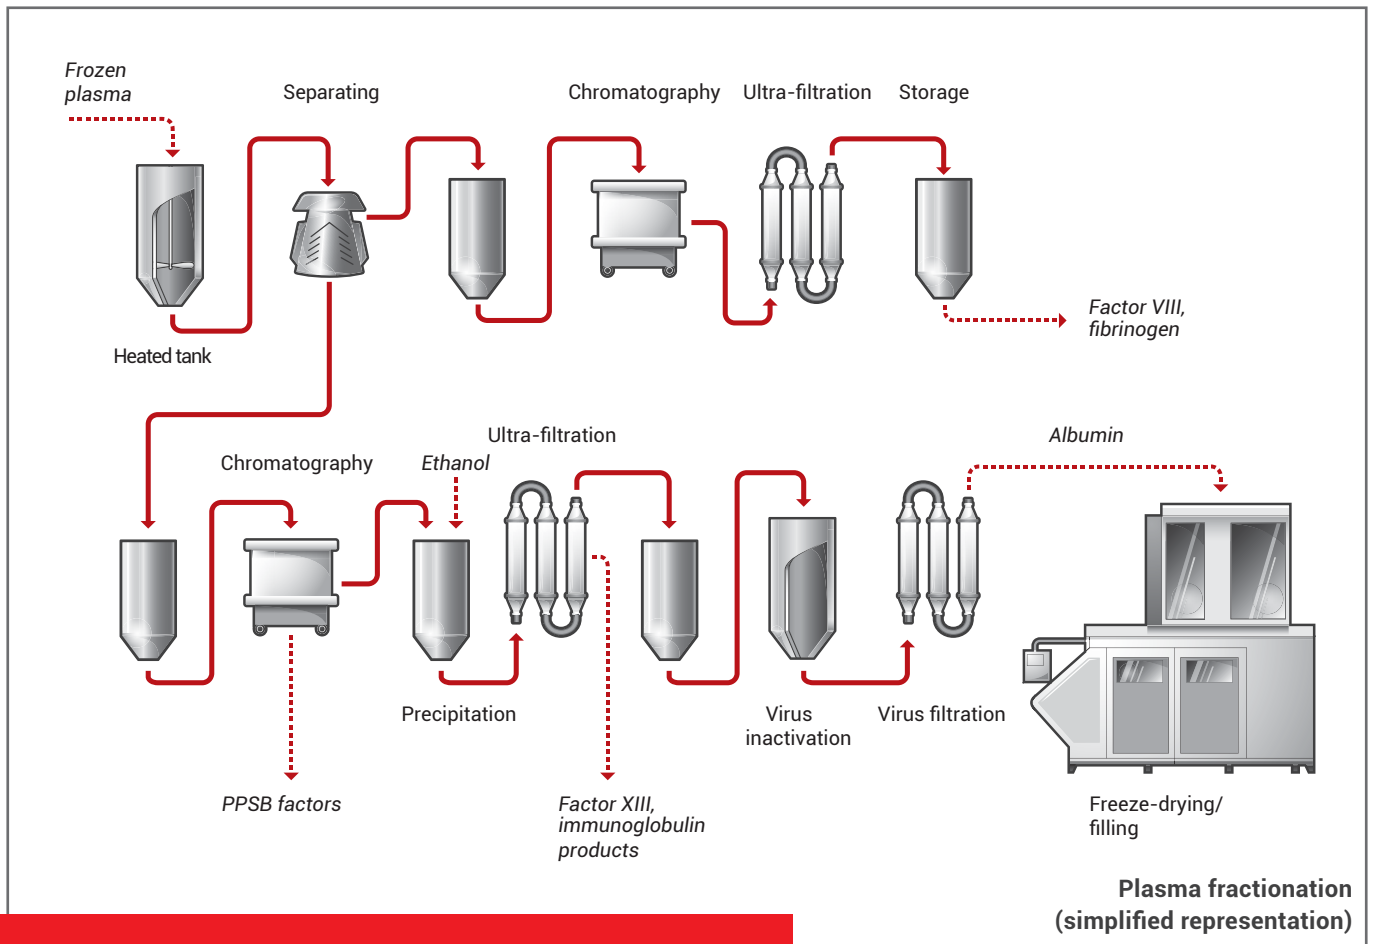 Frozen
plasma
Separating
Chromatography
Ultra-filtration
Storage
Heated tank
Factor VIII,
fibrinogen
Ultra-filtration
Albumin
Chromatography
Ethanol
Precipitation
Virus
inactivation
Virus filtration
PPSB factors
Factor XIII,
immunoglobulin
products
Freeze-drying/
filling
Plasma fractionation
(simplified representation)